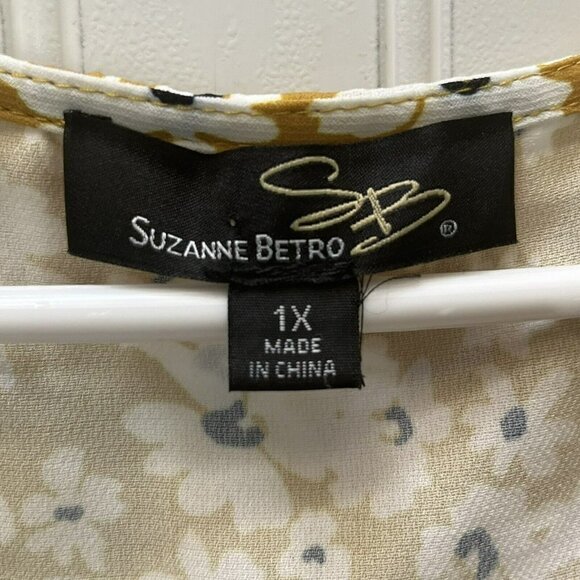 SB
SUZANNE BETRO ®
1X
MADE
IN CHINA